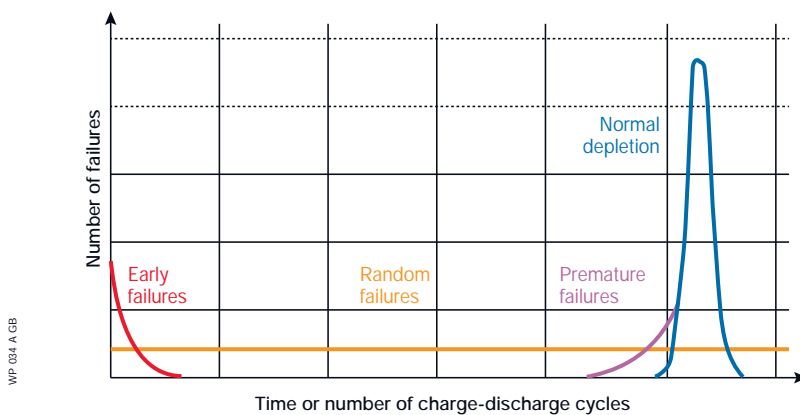 Number of failures
Normal
depletion
Early
failures
Random
failures
Premature
failures
Time or number of charge-discharge cycles
WP 034 A GB